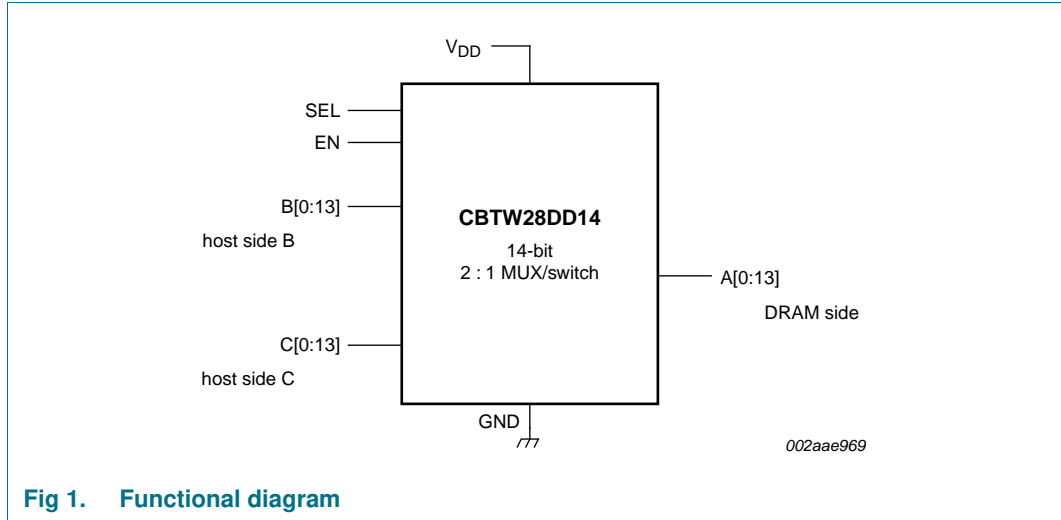 V_DD
SEL
EN
B[0:13]
host side B
CBTW28DD14
14-bit
2 : 1 MUX/switch
A[0:13]
DRAM side
C[0:13]
host side C
GND
002aae969
Fig 1. Functional diagram